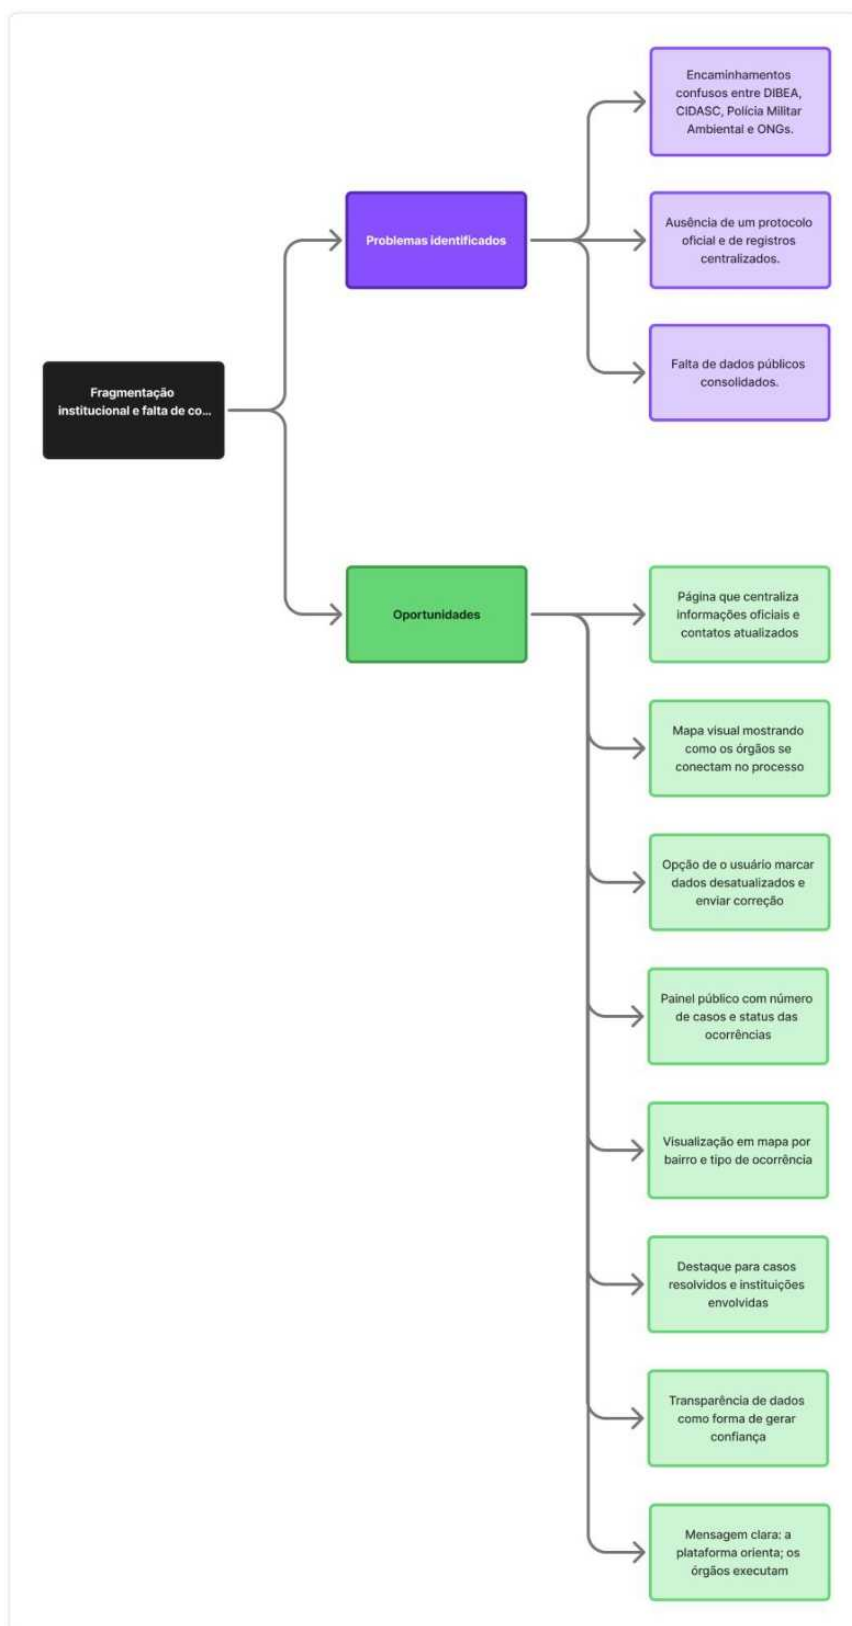 Fragmentação
institucional e falta de co...
Problemas identificados
Encaminhamentos
confusos entre DIBEA,
CIDASC, Polícia Militar
Ambiental e ONGs.
Ausência de um protocolo
oficial e de registros
centralizados.
Falta de dados públicos
consolidados.
Oportunidades
Página que centraliza
informações oficiais e
contatos atualizados
Mapa visual mostrando
como os órgãos se
conectam no processo
Opção de o usuário marcar
dados desatualizados e
enviar correção
Painel público com número
de casos e status das
ocorrências
Visualização em mapa por
bairro e tipo de ocorrência
Destaque para casos
resolvidos e instituições
envolvidas
Transparência de dados
como forma de gerar
confiança
Mensagem clara: a
plataforma orienta; os
órgãos executam